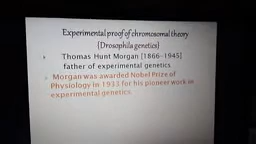 Experimental proof of chromosomal theory
(Drosophila genetics)
Thomas Hunt Morgan [1866-1945]
father of experimental genetics
Morgan was awarded Nobel Prize of
Physiology in 1933 for his pioneer work in
experimental genetics